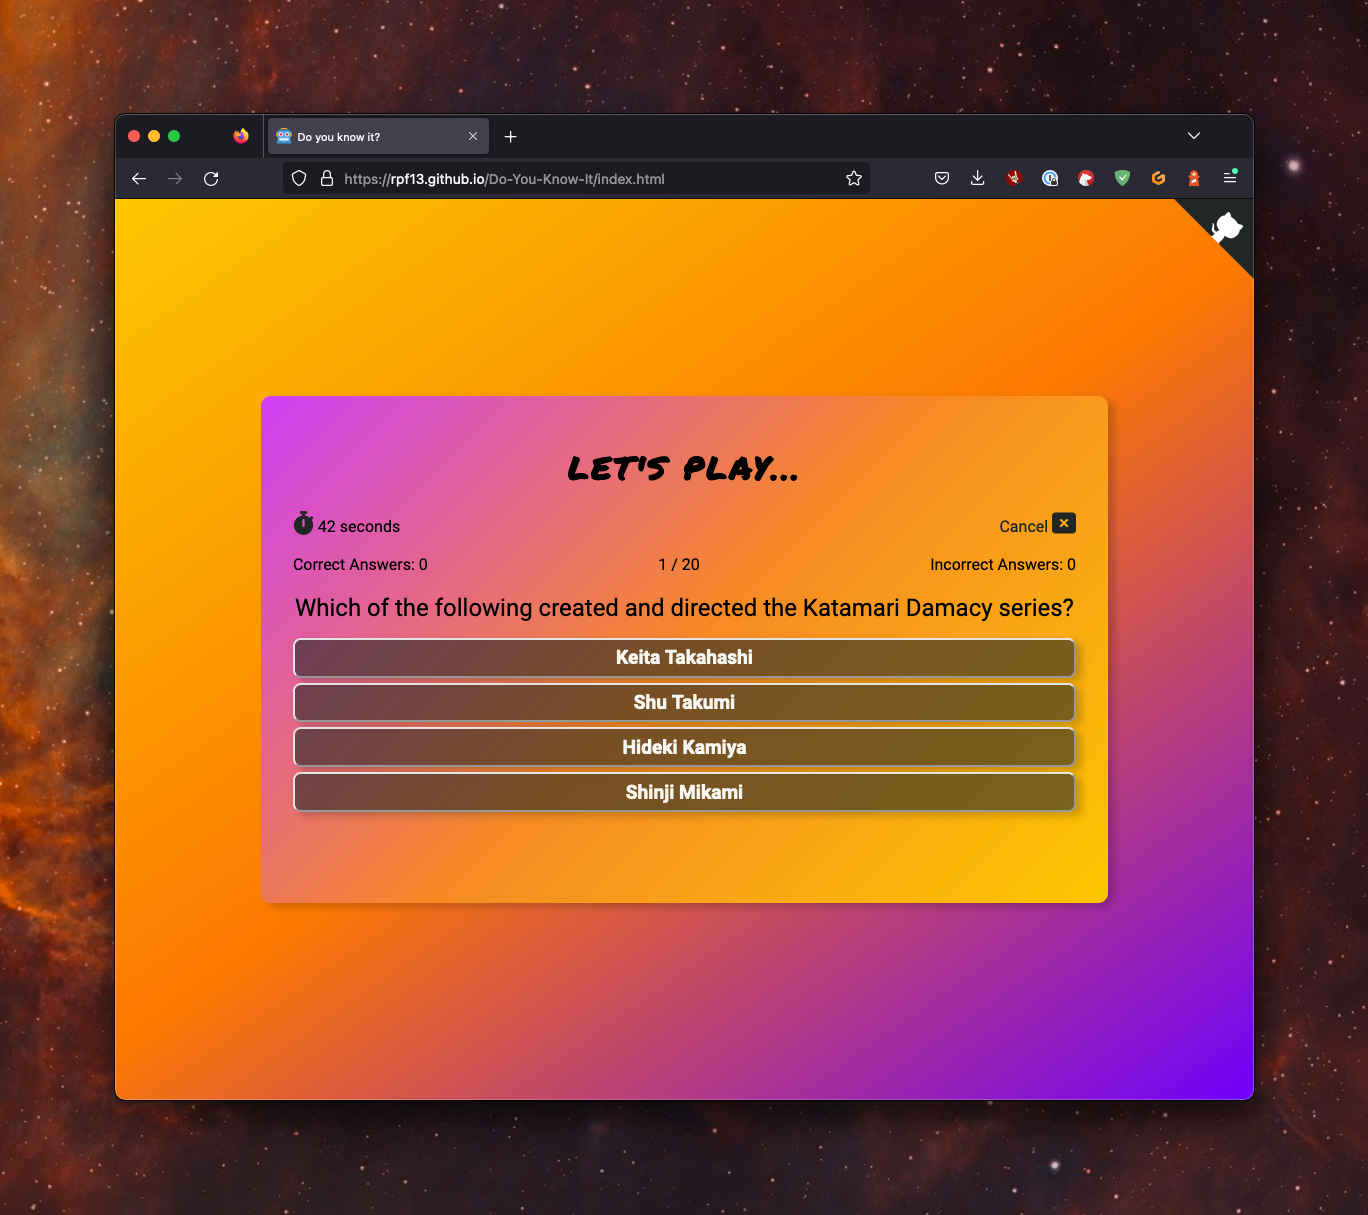 Do you know it?
https://rpf13.github.io/Do-You-Know-It/index.html
LET'S PLAY...
42 seconds
Cancel
Correct Answers: 0
1 / 20
Incorrect Answers: 0
Which of the following created and directed the Katamari Damacy series?
Keita Takahashi
Shu Takumi
Hideki Kamiya
Shinji Mikami